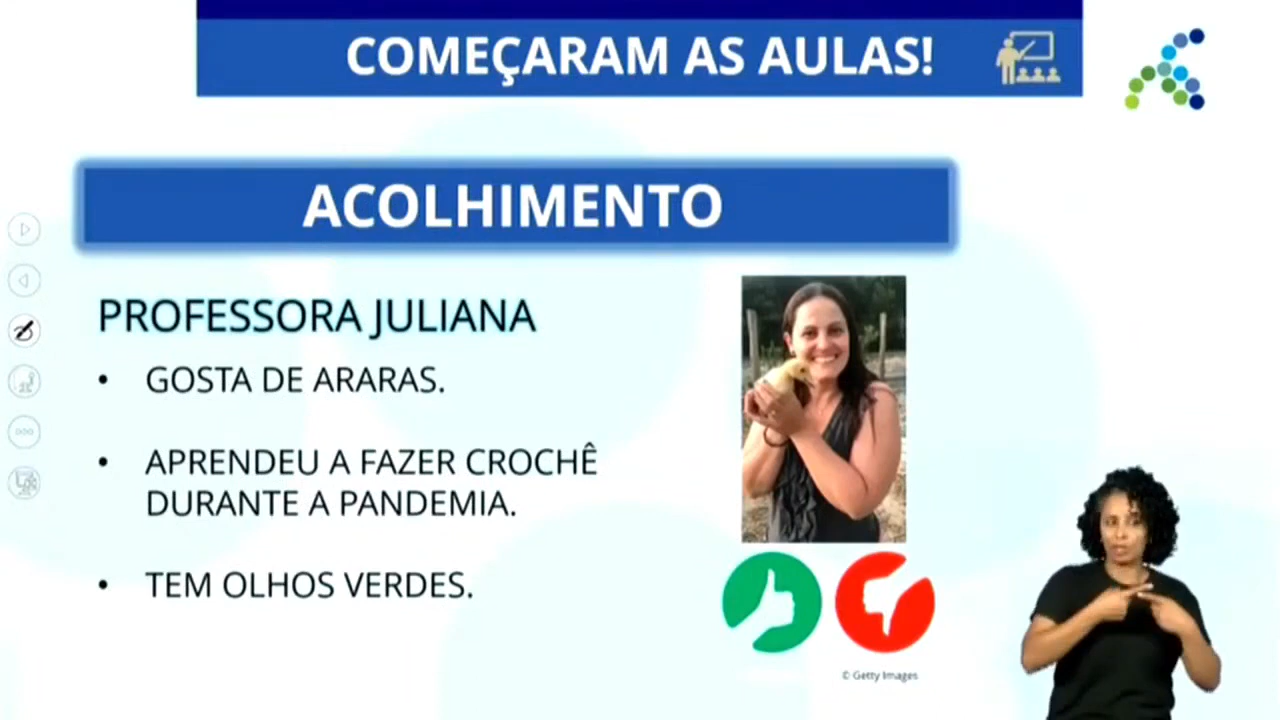 COMEÇARAM AS AULAS!
ACOLHIMENTO
PROFESSORA JULIANA
• GOSTA DE ARARAS.
• APRENDEU A FAZER CROCHÊ
DURANTE A PANDEMIA.
• TEM OLHOS VERDES.
© Getty Images